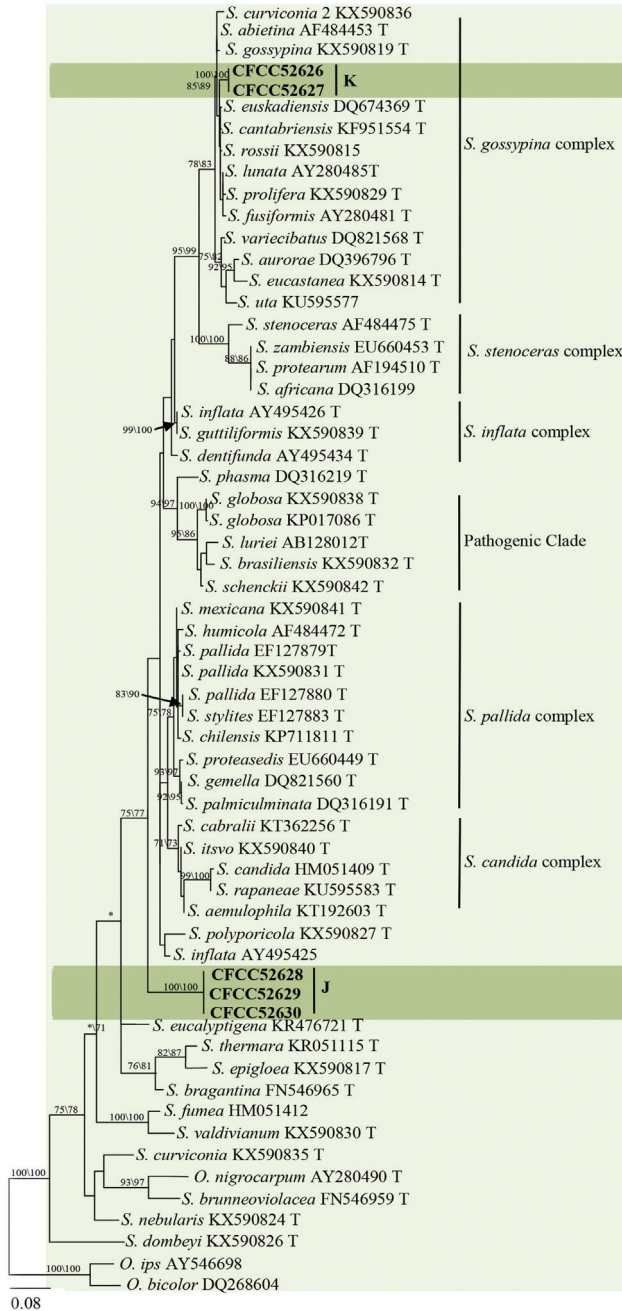 S. curviconia 2 KX590836
S. abietina AF484453 T
S. gossypina KX590819 T
100\100
CFCC52626
K
85\89
CFCC52627
S. euskadiensis DQ674369 T
S. cantabriensis KF951554 T
S. rossii KX590815
S. gossypina complex
78\83
S. lunata AY280485T
S. prolifera KX590829 T
S. fusiformis AY280481 T
S. variecibatus DQ821568 T
95\99
75\82
S. aurorae DQ396796 T
92\95
S. eucastanea KX590814 T
S. uta KU595577
S. stenoceras AF484475 T
100\100
S. zambiensis EU660453 T
S. stenoceras complex
88\86
S. protearum AF194510 T
S. africana DQ316199
S. inflata AY495426 T
99\100
S. guttiliformis KX590839 T
S. inflata complex
S. dentifunda AY495434 T
S. phasma DQ316219 T
94\97
100\100
S. globosa KX590838 T
S. globosa KP017086 T
95\86
S. luriei AB128012T
Pathogenic Clade
S. brasiliensis KX590832 T
S. schenckii KX590842 T
S. mexicana KX590841 T
S. humicola AF484472 T
S. pallida EF127879T
S. pallida KX590831 T
83\90
S. pallida EF127880 T
75\78
S. stylites EF127883 T
S. pallida complex
S. chilensis KP711811 T
S. proteasedis EU660449 T
93\97
S. gemella DQ821560 T
92\95
S. palmiculminata DQ316191 T
75\77
S. cabralii KT362256 T
71\73
S. itsvo KX590840 T
S. candida complex
99\100
S. candida HM051409 T
S. rapaneae KU595583 T
S. aemulophila KT192603 T
*
S. polyporicola KX590827 T
S. inflata AY495425
CFCC52628
100\100
CFCC52629
J
CFCC52630
S. eucalyptigena KR476721 T
*\71
S. thermara KR051115 T
82\87
S. epigloea KX590817 T
76\81
S. bragantina FN546965 T
75\78
S. fumea HM051412
100\100
S. valdivianum KX590830 T
S. curviconia KX590835 T
100\100
O. nigrocarpum AY280490 T
93\97
S. brunneoviolacea FN546959 T
S. nebularis KX590824 T
S. dombeyi KX590826 T
O. ips AY546698
100\100
O. bicolor DQ268604
0.08